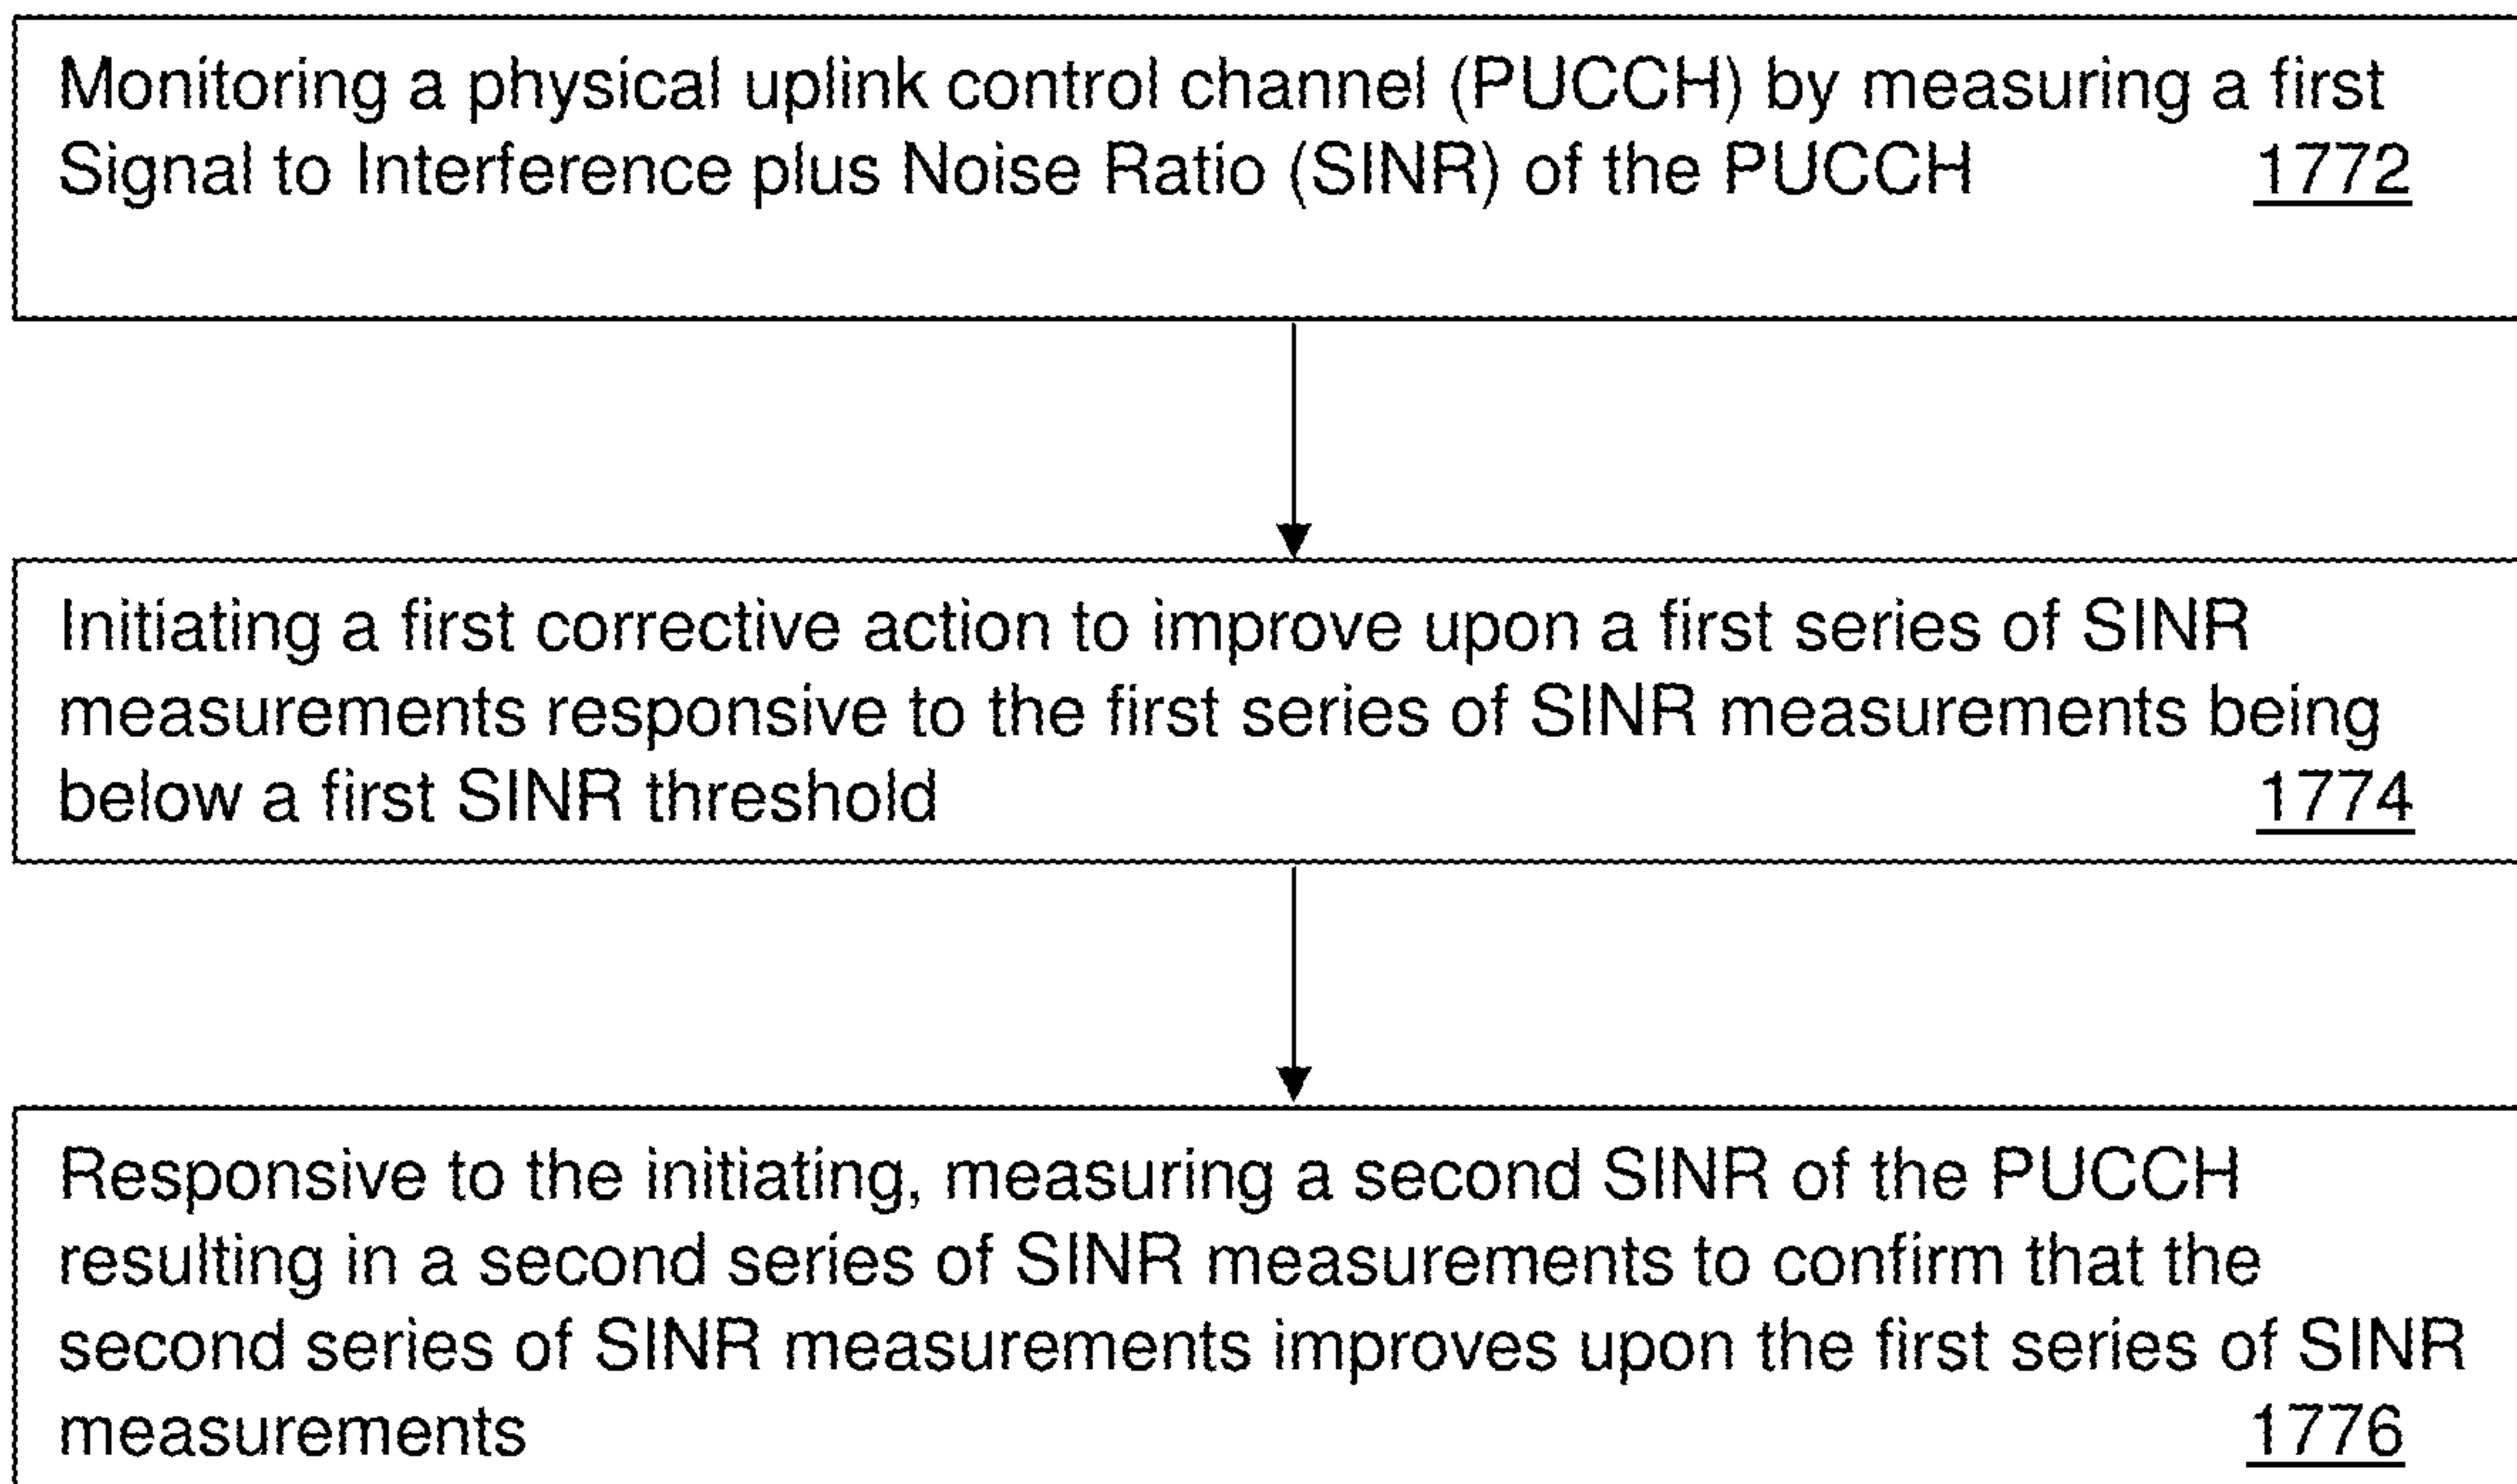 Monitoring a physical uplink control channel (PUCCH) by measuring a first
Signal to Interference plus Noise Ratio (SINR) of the PUCCH 1772
Initiating a first corrective action to improve upon a first series of SINR
measurements responsive to the first series of SINR measurements being
below a first SINR threshold 1774
Responsive to the initiating, measuring a second SINR of the PUCCH
resulting in a second series of SINR measurements to confirm that the
second series of SINR measurements improves upon the first series of SINR
measurements 1776